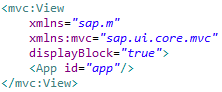 <mvc:View
xmlns="sap.m"
xmlns:mvc="sap.ui.core.mvc"
displayBlock="true">
<App id="app"/>
</mvc:View>